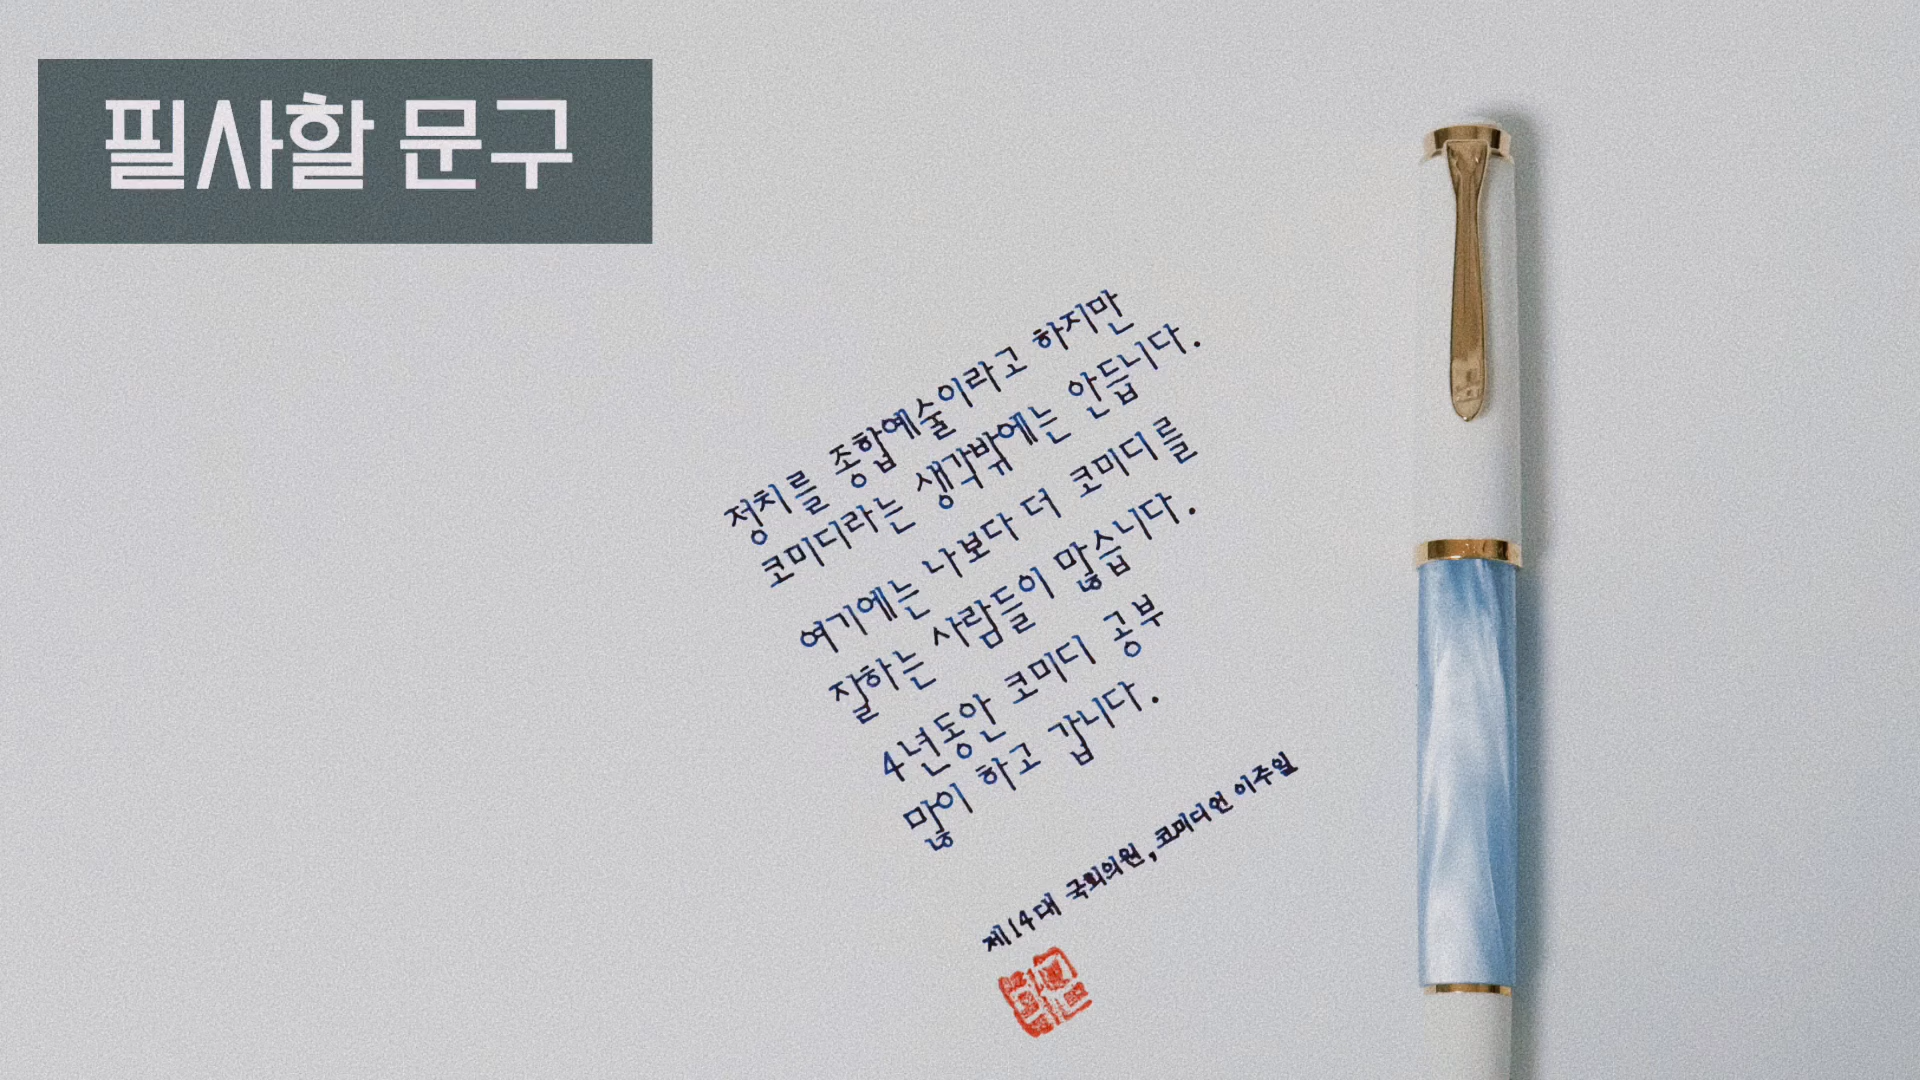 필사할 문구
정치를 종합예술이라고 하지만
코미디라는 생각밖에는 안듭니다.
여기에는 나보다 더 코미디를
잘하는 사람들이 많습니다.
4년동안 코미디 공부
많이 하고 갑니다.
제14대 국회의원, 코미디언 이주일